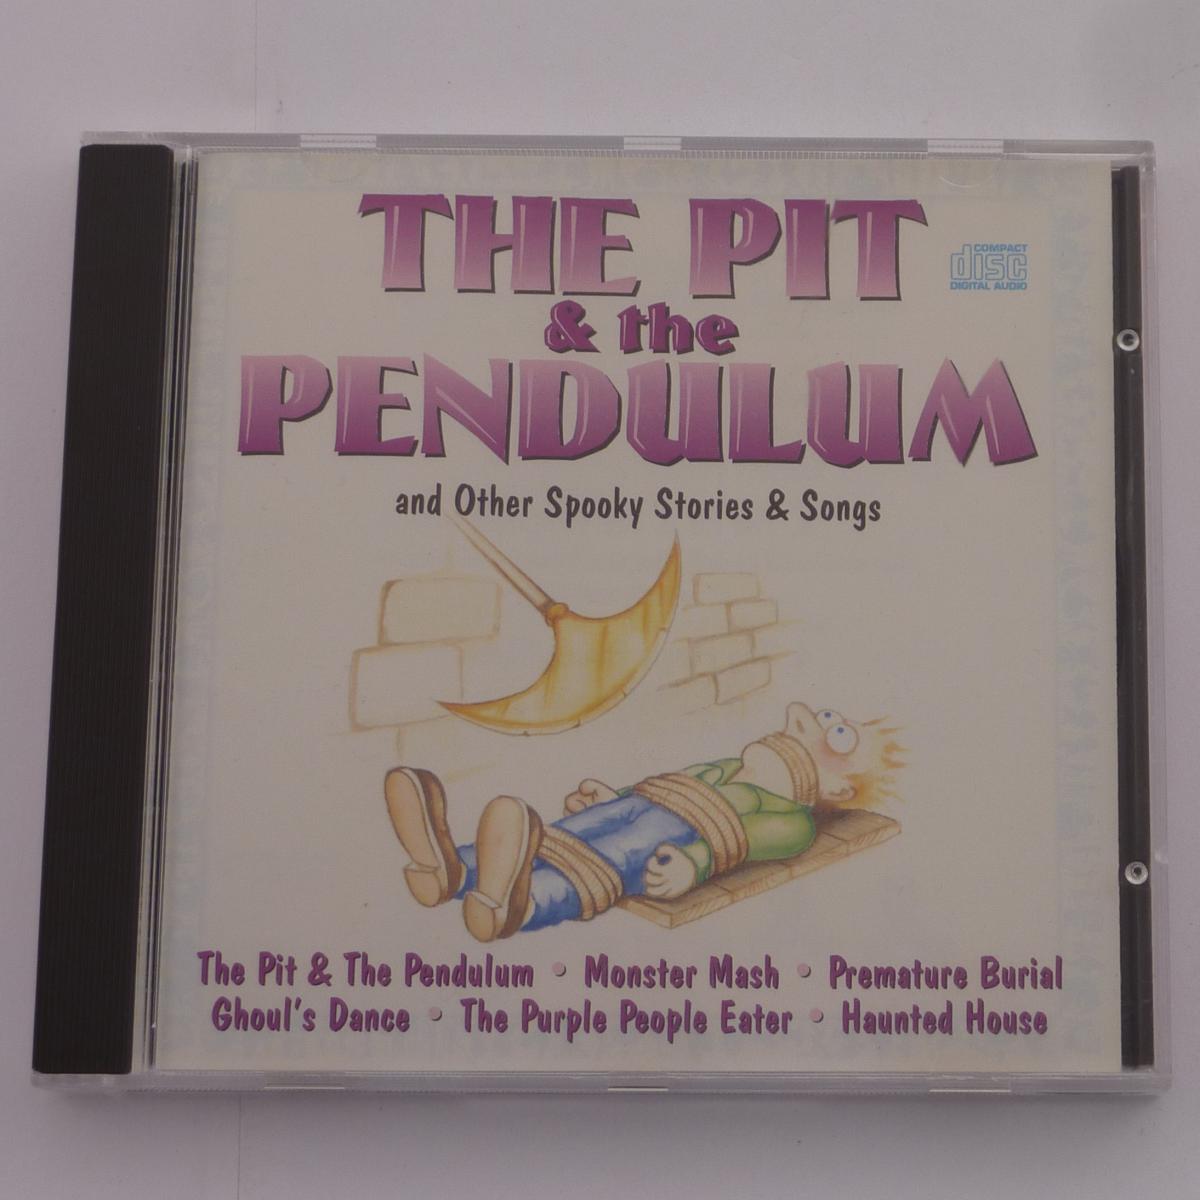 THE PIT
COMPACT
disc
DIGITAL AUDIO
& the
PENDULUM
and Other Spooky Stories & Songs
The Pit & The Pendulum • Monster Mash • Premature Burial
Ghoul's Dance • The Purple People Eater • Haunted House